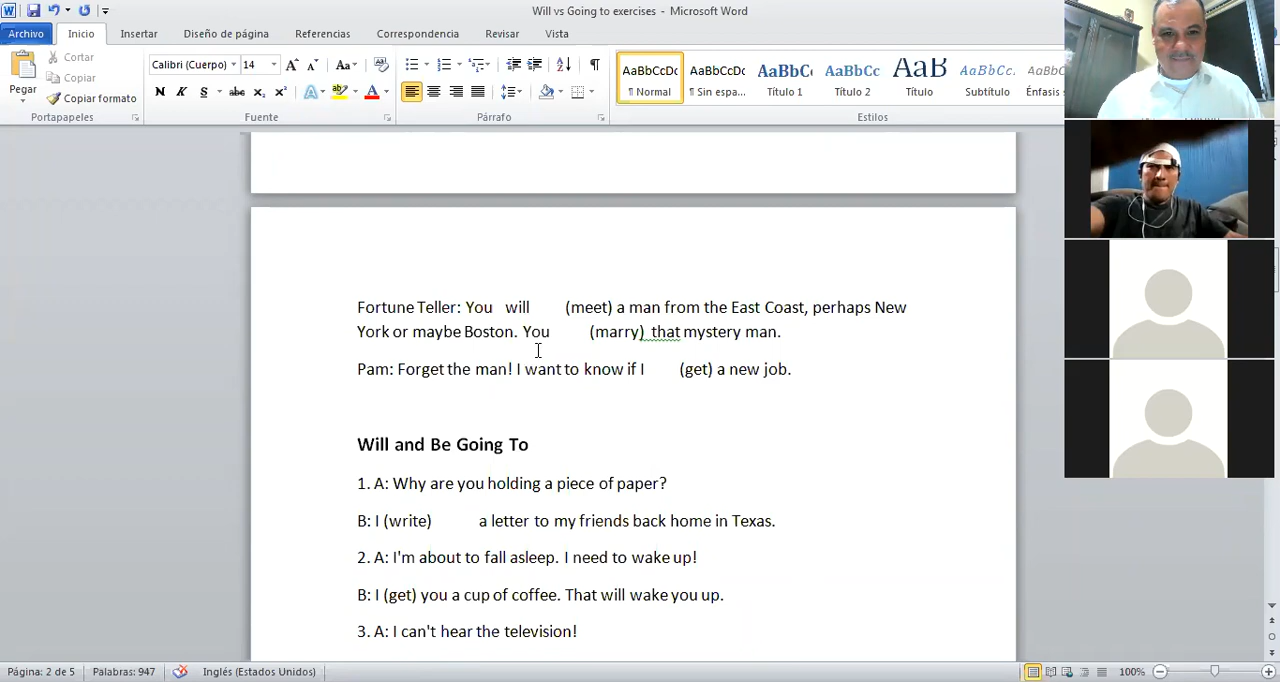 Will vs Going to exercises - Microsoft Word
Archivo Inicio Insertar Diseño de página Referencias Correspondencia Revisar Vista
Pegar
Cortar
Copiar
Copiar formato
Portapapeles
Calibri (Cuerpo) 14
Fuente
Párrafo
AaBbCcDc AaBbCcDc AaBbC AaBbCc AaB AaBbCc. AaBbCc
¶ Normal ¶ Sin espa... Título 1 Título 2 Título Subtítulo Énfasis
Estilos
Fortune Teller: You will (meet) a man from the East Coast, perhaps New
York or maybe Boston. You (marry) that mystery man.
Pam: Forget the man! I want to know if I (get) a new job.
Will and Be Going To
1. A: Why are you holding a piece of paper?
B: I (write) a letter to my friends back home in Texas.
2. A: I'm about to fall asleep. I need to wake up!
B: I (get) you a cup of coffee. That will wake you up.
3. A: I can't hear the television!
Página: 2 de 5 Palabras: 947 Inglés (Estados Unidos) 100%